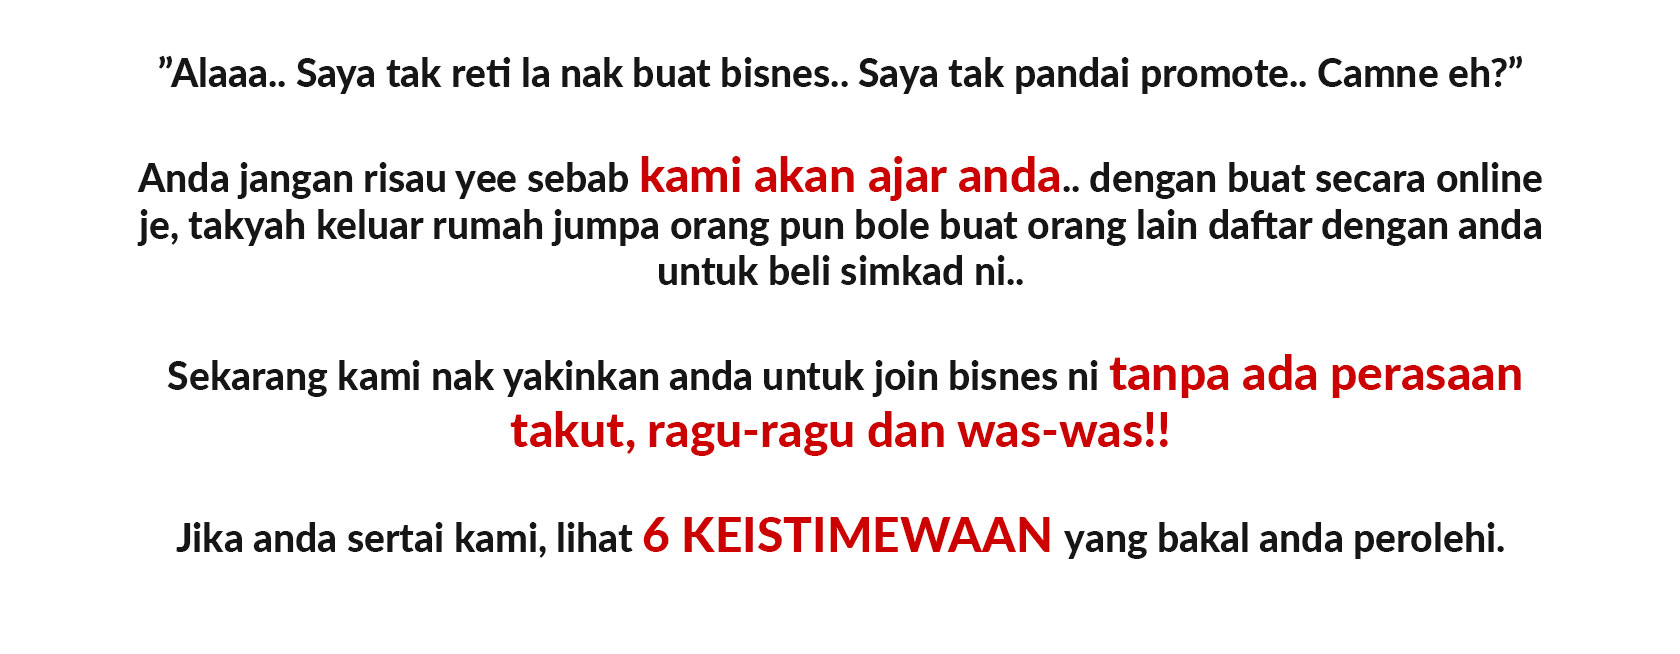 ”Alaaa.. Saya tak reti la nak buat bisnes.. Saya tak pandai promote.. Camne eh?”
Anda jangan risau yee sebab kami akan ajar anda.. dengan buat secara online
je, takyah keluar rumah jumpa orang pun bole buat orang lain daftar dengan anda
untuk beli simkad ni..
Sekarang kami nak yakinkan anda untuk join bisnes ni tanpa ada perasaan
takut, ragu-ragu dan was-was!!
Jika anda sertai kami, lihat 6 KEISTIMEWAAN yang bakal anda perolehi.